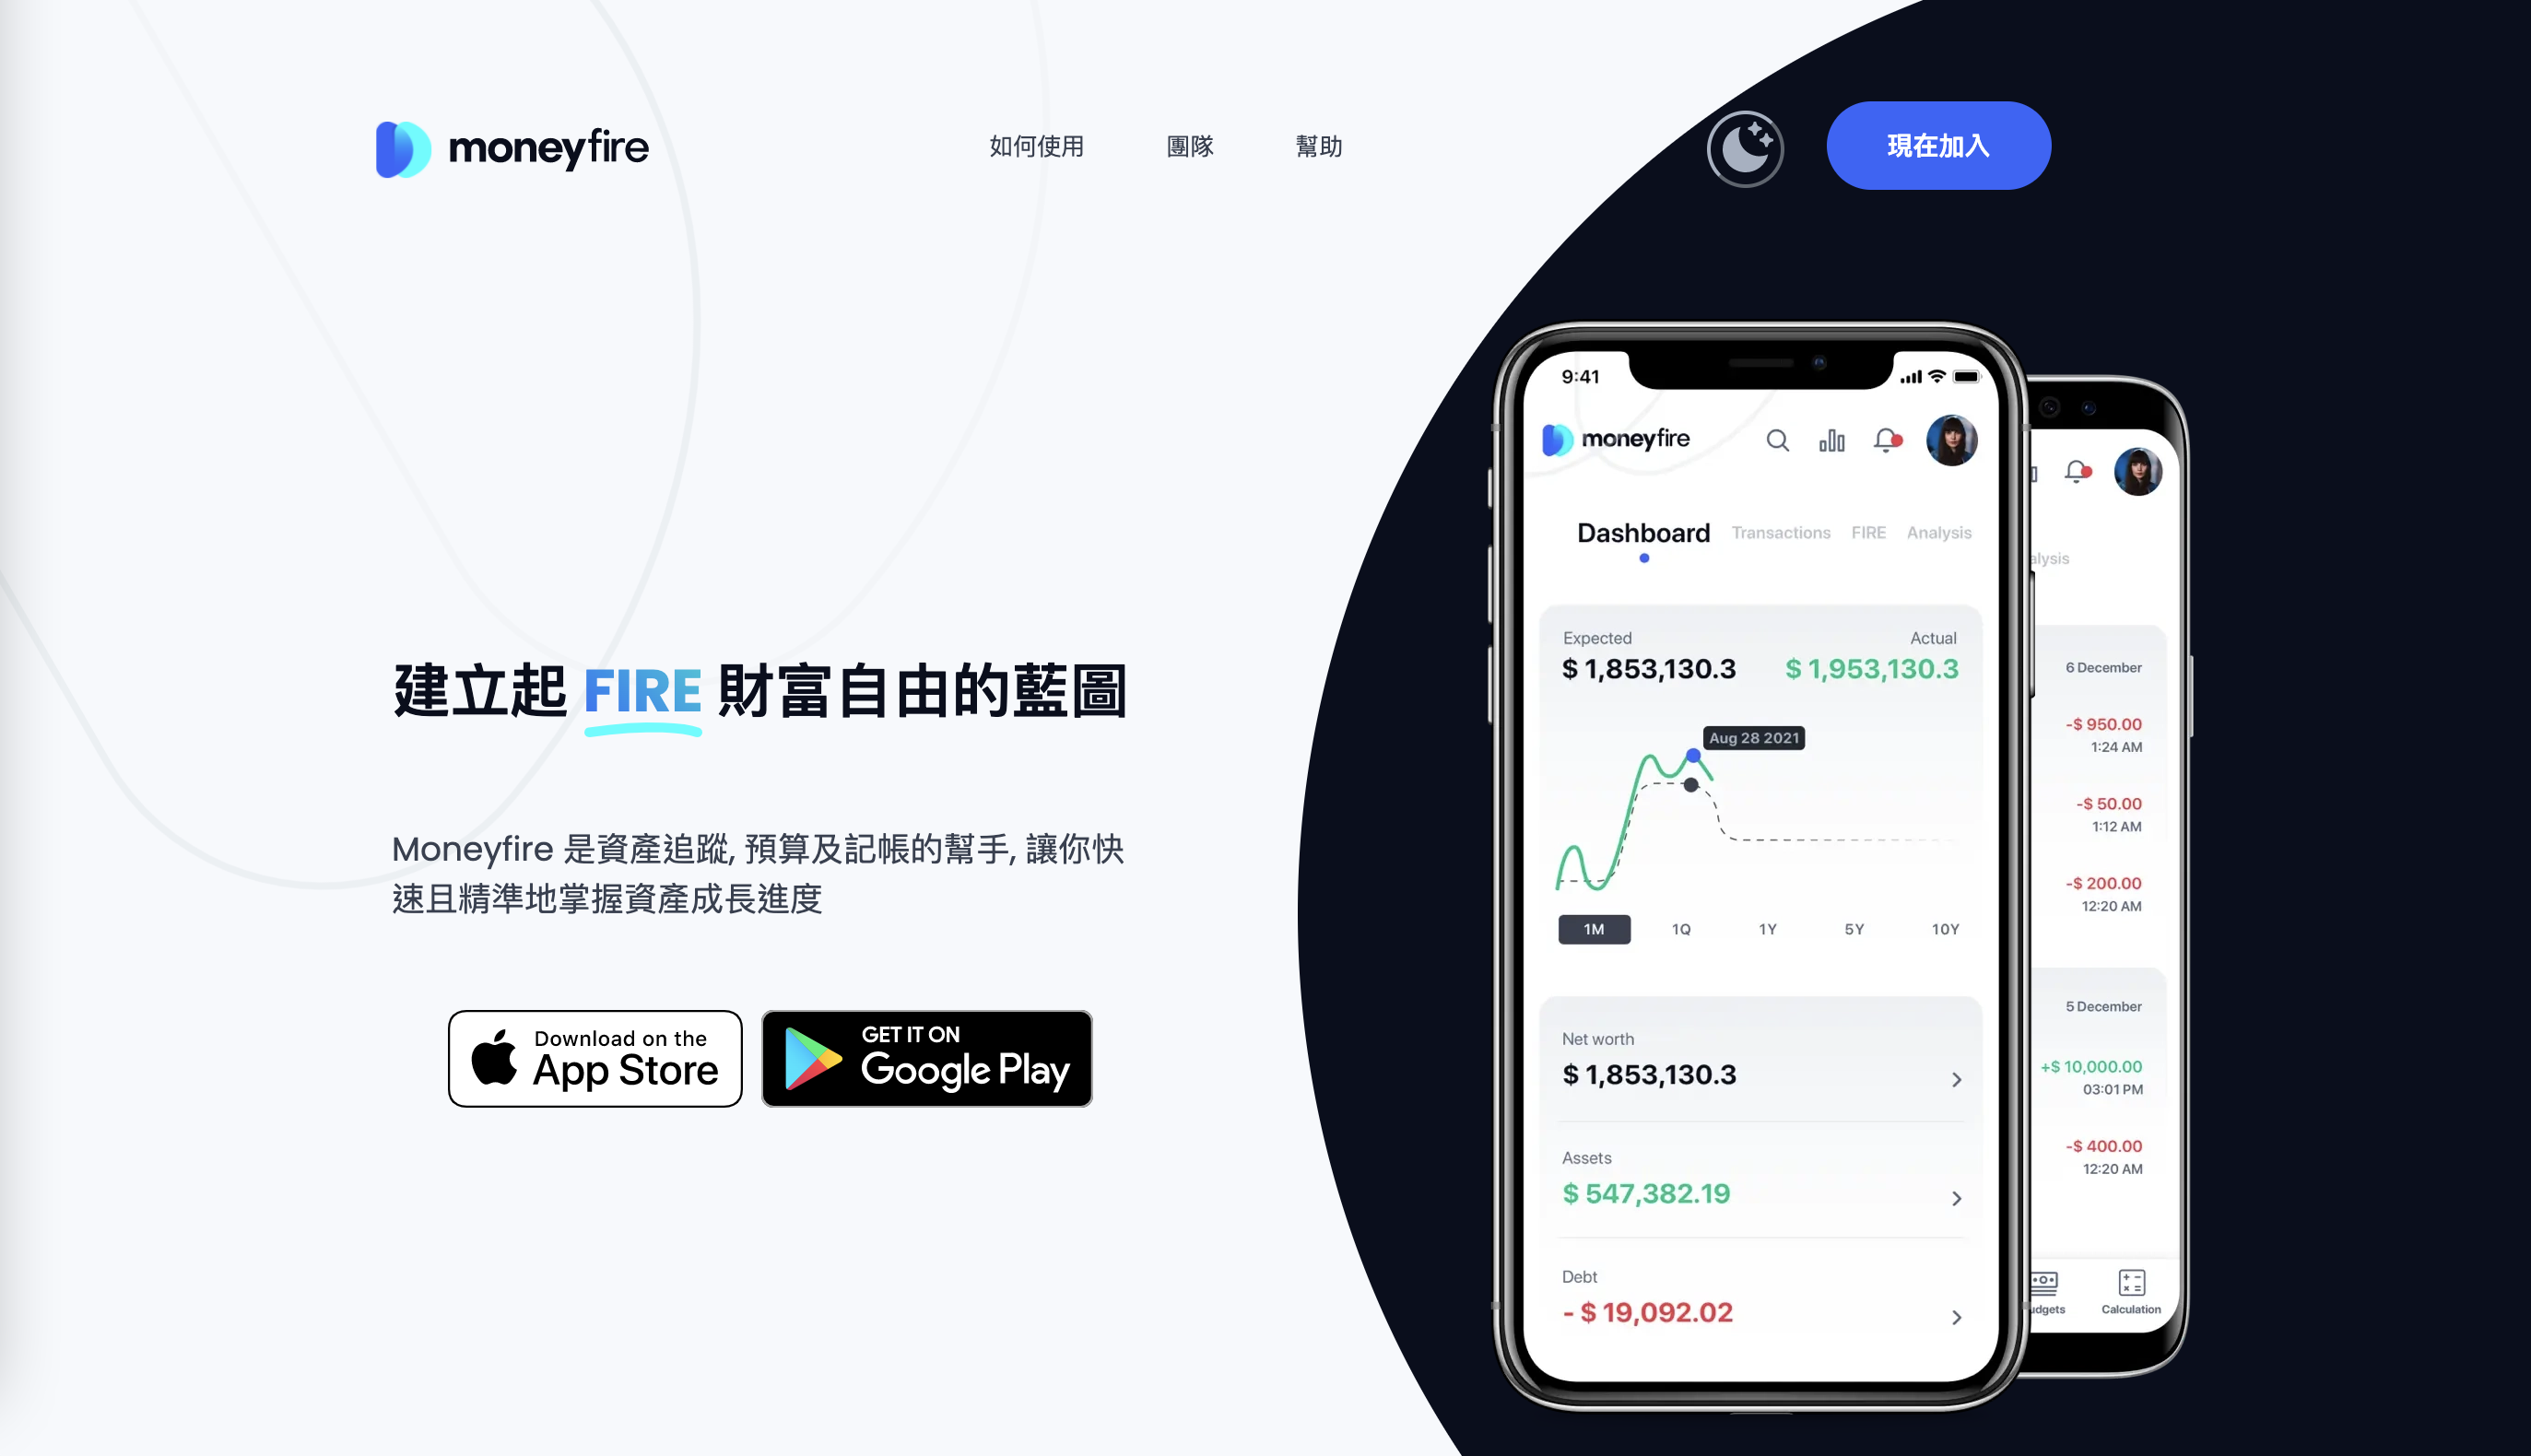 moneyfire
如何使用
團隊
幫助
現在加入
建立起 FIRE 財富自由的藍圖
Moneyfire 是資產追蹤, 預算及記帳的幫手, 讓你快
速且精準地掌握資產成長進度
Download on the
App Store
GET IT ON
Google Play
9:41
moneyfire
Dashboard Transactions FIRE Analysis
Expected Actual
$ 1,853,130.3 $ 1,953,130.3
Aug 28 2021
1M 1Q 1Y 5Y 10Y
Net worth
$ 1,853,130.3
Assets
$ 547,382.19
Debt
- $ 19,092.02
alysis
6 December
-$ 950.00
1:24 AM
-$ 50.00
1:12 AM
-$ 200.00
12:20 AM
5 December
+$ 10,000.00
03:01 PM
-$ 400.00
12:20 AM
udgets Calculation